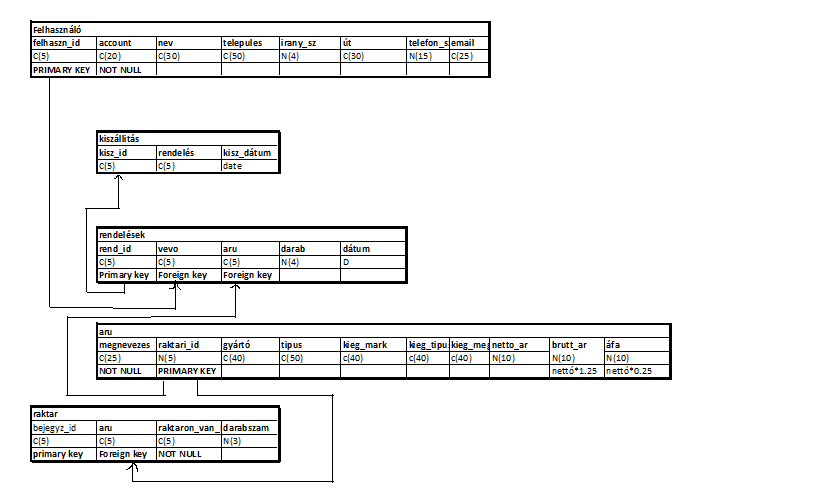 Felhasználó
felhaszn_id account nev telepules irany_sz út telefon_s email
C(5) C(20) C(30) C(50) N(4) C(30) N(15) C(25)
PRIMARY KEY NOT NULL
kiszállitás
kisz_id rendelés kisz_dátum
C(5) C(5) date
rendelések
rend_id vevo aru darab dátum
C(5) C(5) C(5) N(4) D
Primary key Foreign key Foreign key
aru
megnevezes raktari_id gyártó tipus kieg_mark kieg_tipu kieg_meg netto_ar brutt_ar áfa
C(25) N(5) C(40) C(50) c(40) c(40) c(40) N(10) N(10) N(10)
NOT NULL PRIMARY KEY nettó*1.25 nettó*0.25
raktar
bejegyz_id aru raktaron_van_ darabszam
C(5) C(5) C(5) N(3)
primary key Foreign key NOT NULL